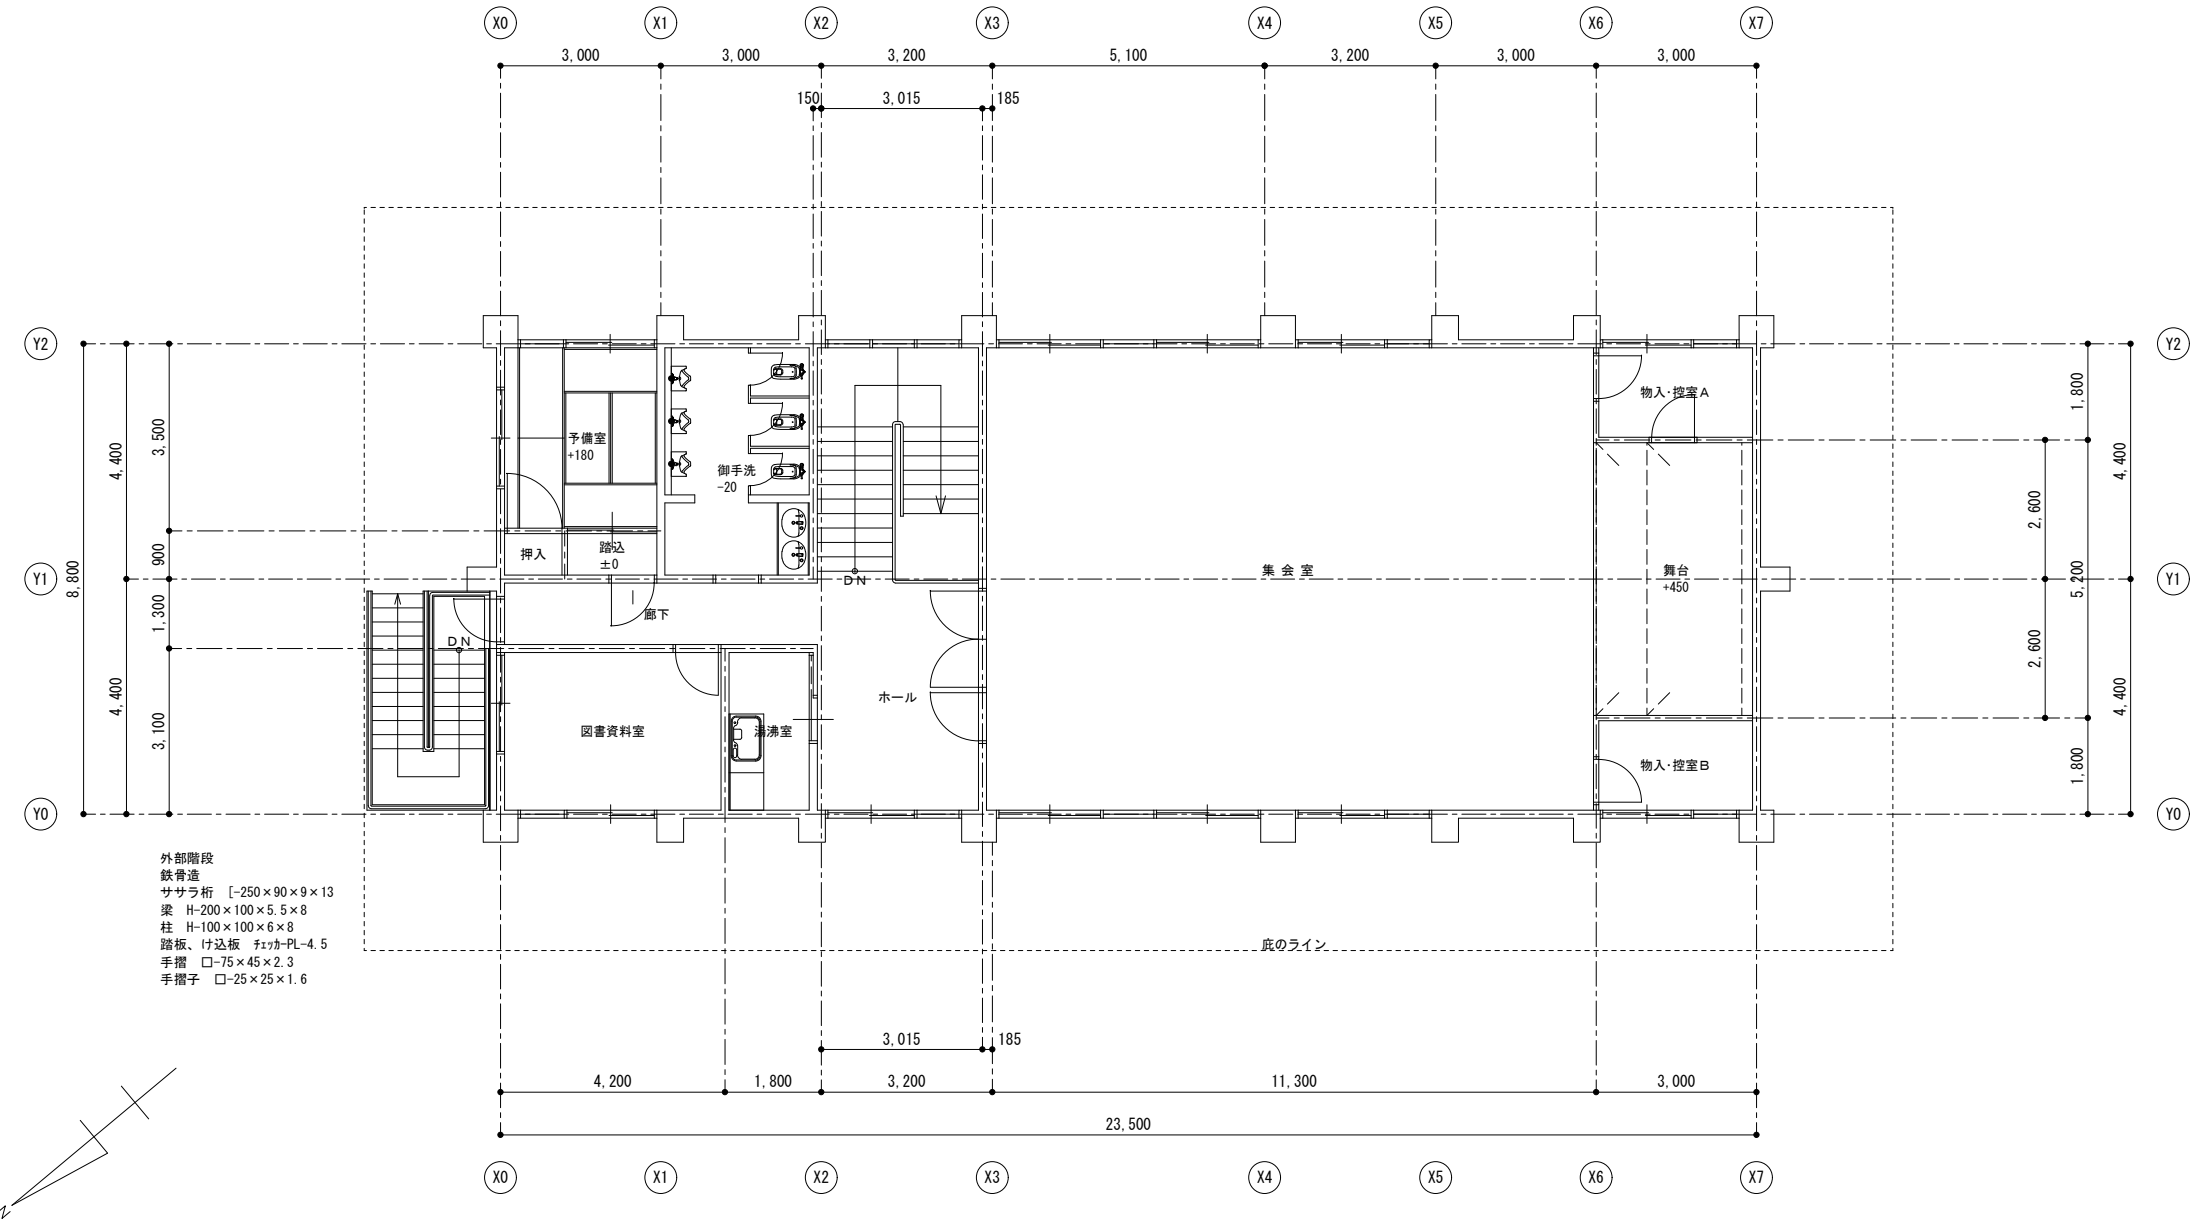 X0 X1 X2 X3 X4 X5 X6 X7
3,000 3,000 3,200 5,100 3,200 3,000 3,000
150 3,015 185
Y2 Y2
Y1 Y1
Y0 Y0
8,800
4,400
4,400
3,500
900
1,300
3,100
1,800
2,600
5,200
2,600
1,800
4,400
4,400
物入・控室A
予備室
+180
御手洗
-20
押入
踏込
±0
DN
集会室
舞台
+450
廊下
DN
ホール
図書資料室
湯沸室
物入・控室B
外部階段
鉄骨造
ササラ桁 [-250×90×9×13
梁 H-200×100×5.5×8
柱 H-100×100×6×8
踏板、け込板 チェッカ-PL-4.5
手摺 ロ-75×45×2.3
手摺子 ロ-25×25×1.6
庇のライン
3,015 185
4,200 1,800 3,200 11,300 3,000
23,500
X0 X1 X2 X3 X4 X5 X6 X7
N